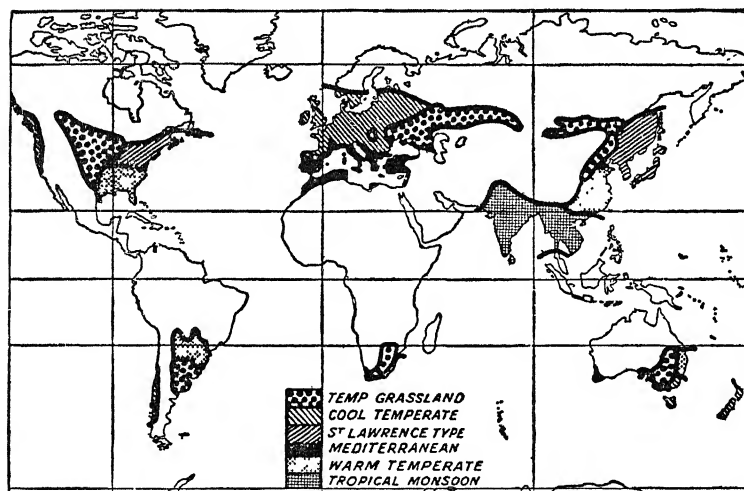 TEMP GRASSLAND
COOL TEMPERATE
ST LAWRENCE TYPE
MEDITERRANEAN
WARM TEMPERATE
TROPICAL MONSOON